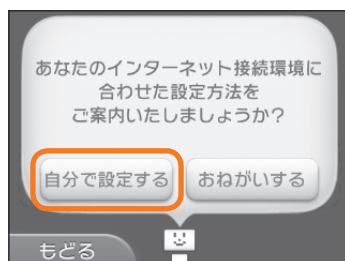 あなたのインターネット接続環境に
合わせた設定方法を
ご案内いたしましょうか?
自分で設定する おねがいする
もどる